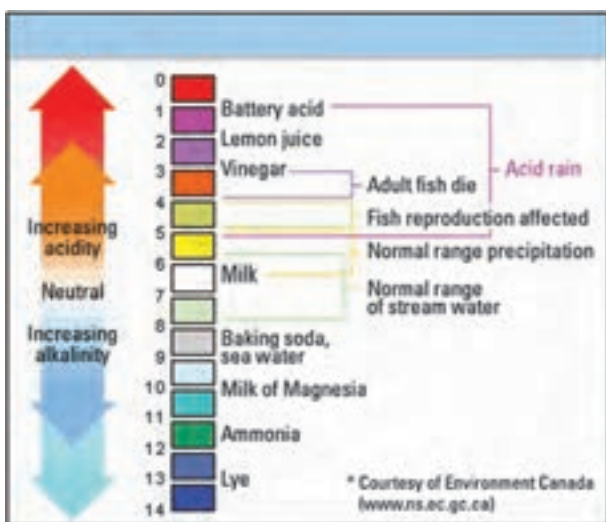 0
1
Battery acid
2
Lemon juice
3
Vinegar
Acid rain
Adult fish die
4
Fish reproduction affected
Increasing
acidity
5
Normal range precipitation
6
Milk
Neutral
7
Normal range
of stream water
8
Increasing
alkalinity
Baking soda,
sea water
9
10
Milk of Magnesia
11
Ammonia
12
13
Lye
14
* Courtesy of Environment Canada
(www.ns.ec.gc.ca)